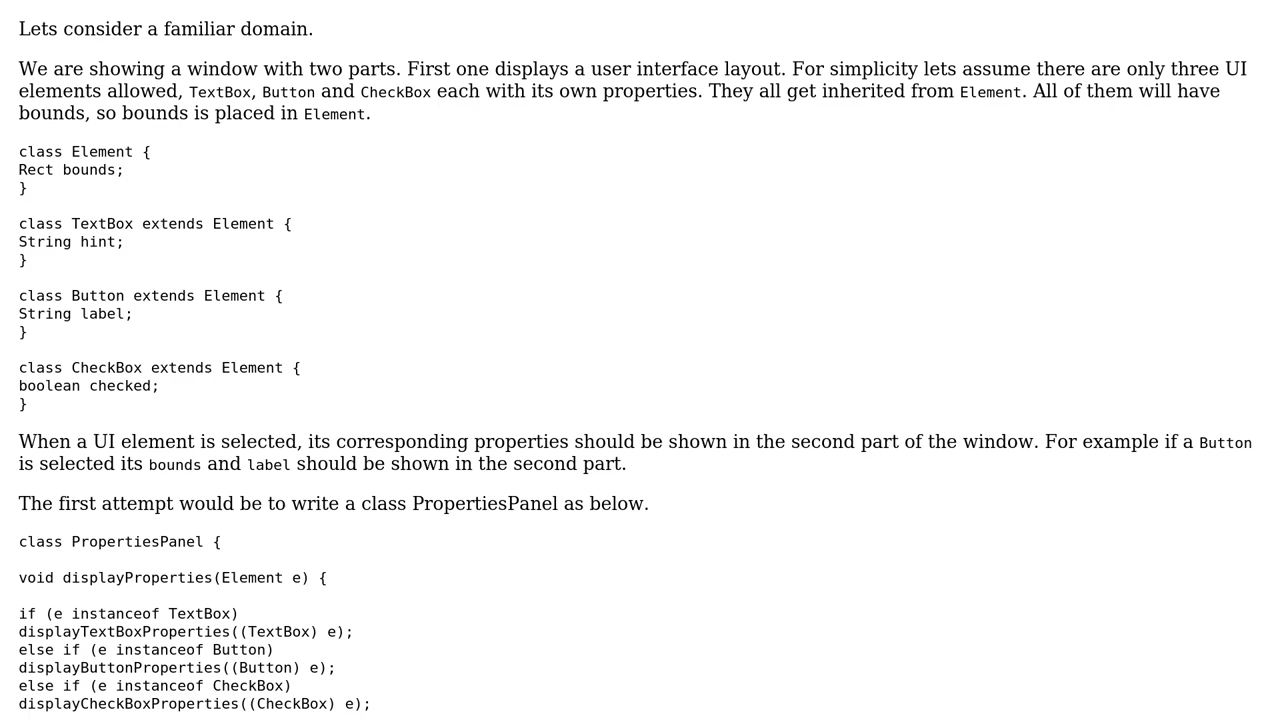 Lets consider a familiar domain.
We are showing a window with two parts. First one displays a user interface layout. For simplicity lets assume there are only three UI
elements allowed, TextBox, Button and CheckBox each with its own properties. They all get inherited from Element. All of them will have
bounds, so bounds is placed in Element.
class Element {
Rect bounds;
}
class TextBox extends Element {
String hint;
}
class Button extends Element {
String label;
}
class CheckBox extends Element {
boolean checked;
}
When a UI element is selected, its corresponding properties should be shown in the second part of the window. For example if a Button
is selected its bounds and label should be shown in the second part.
The first attempt would be to write a class PropertiesPanel as below.
class PropertiesPanel {
void displayProperties(Element e) {
if (e instanceof TextBox)
displayTextBoxProperties((TextBox) e);
else if (e instanceof Button)
displayButtonProperties((Button) e);
else if (e instanceof CheckBox)
displayCheckBoxProperties((CheckBox) e);